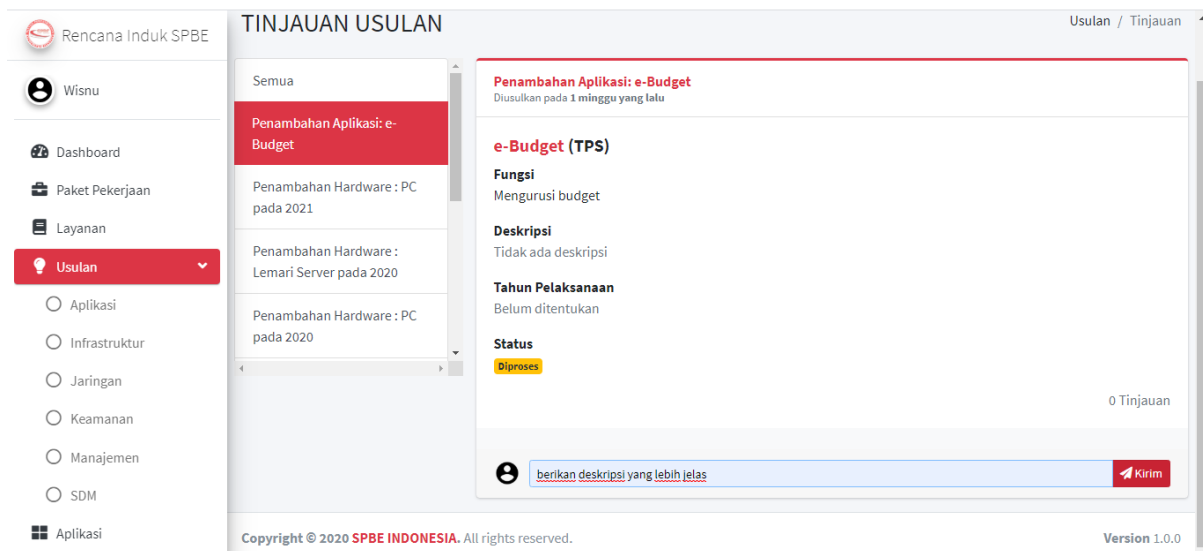 Rencana Induk SPBE
Wisnu
Dashboard
Paket Pekerjaan
Layanan
Usulan
Aplikasi
Infrastruktur
Jaringan
Keamanan
Manajemen
SDM
Aplikasi
TINJAUAN USULAN
Usulan / Tinjauan
Semua
Penambahan Aplikasi: e-
Budget
Penambahan Hardware : PC
pada 2021
Penambahan Hardware :
Lemari Server pada 2020
Penambahan Hardware : PC
pada 2020
Penambahan Aplikasi: e-Budget
Diusulkan pada 1 minggu yang lalu
e-Budget (TPS)
Fungsi
Mengurusi budget
Deskripsi
Tidak ada deskripsi
Tahun Pelaksanaan
Belum ditentukan
Status
Diproses
0 Tinjauan
berikan deskripsi yang lebih jelas
Kirim
Copyright © 2020 SPBE INDONESIA. All rights reserved.
Version 1.0.0